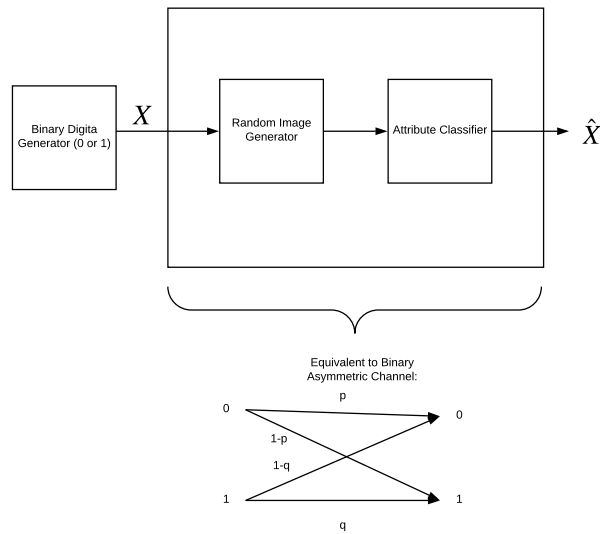 Binary Digita
Generator (0 or 1)
X
Random Image
Generator
Attribute Classifier
X̂
Equivalent to Binary
Asymmetric Channel:
p
0
0
1-p
1-q
1
1
q